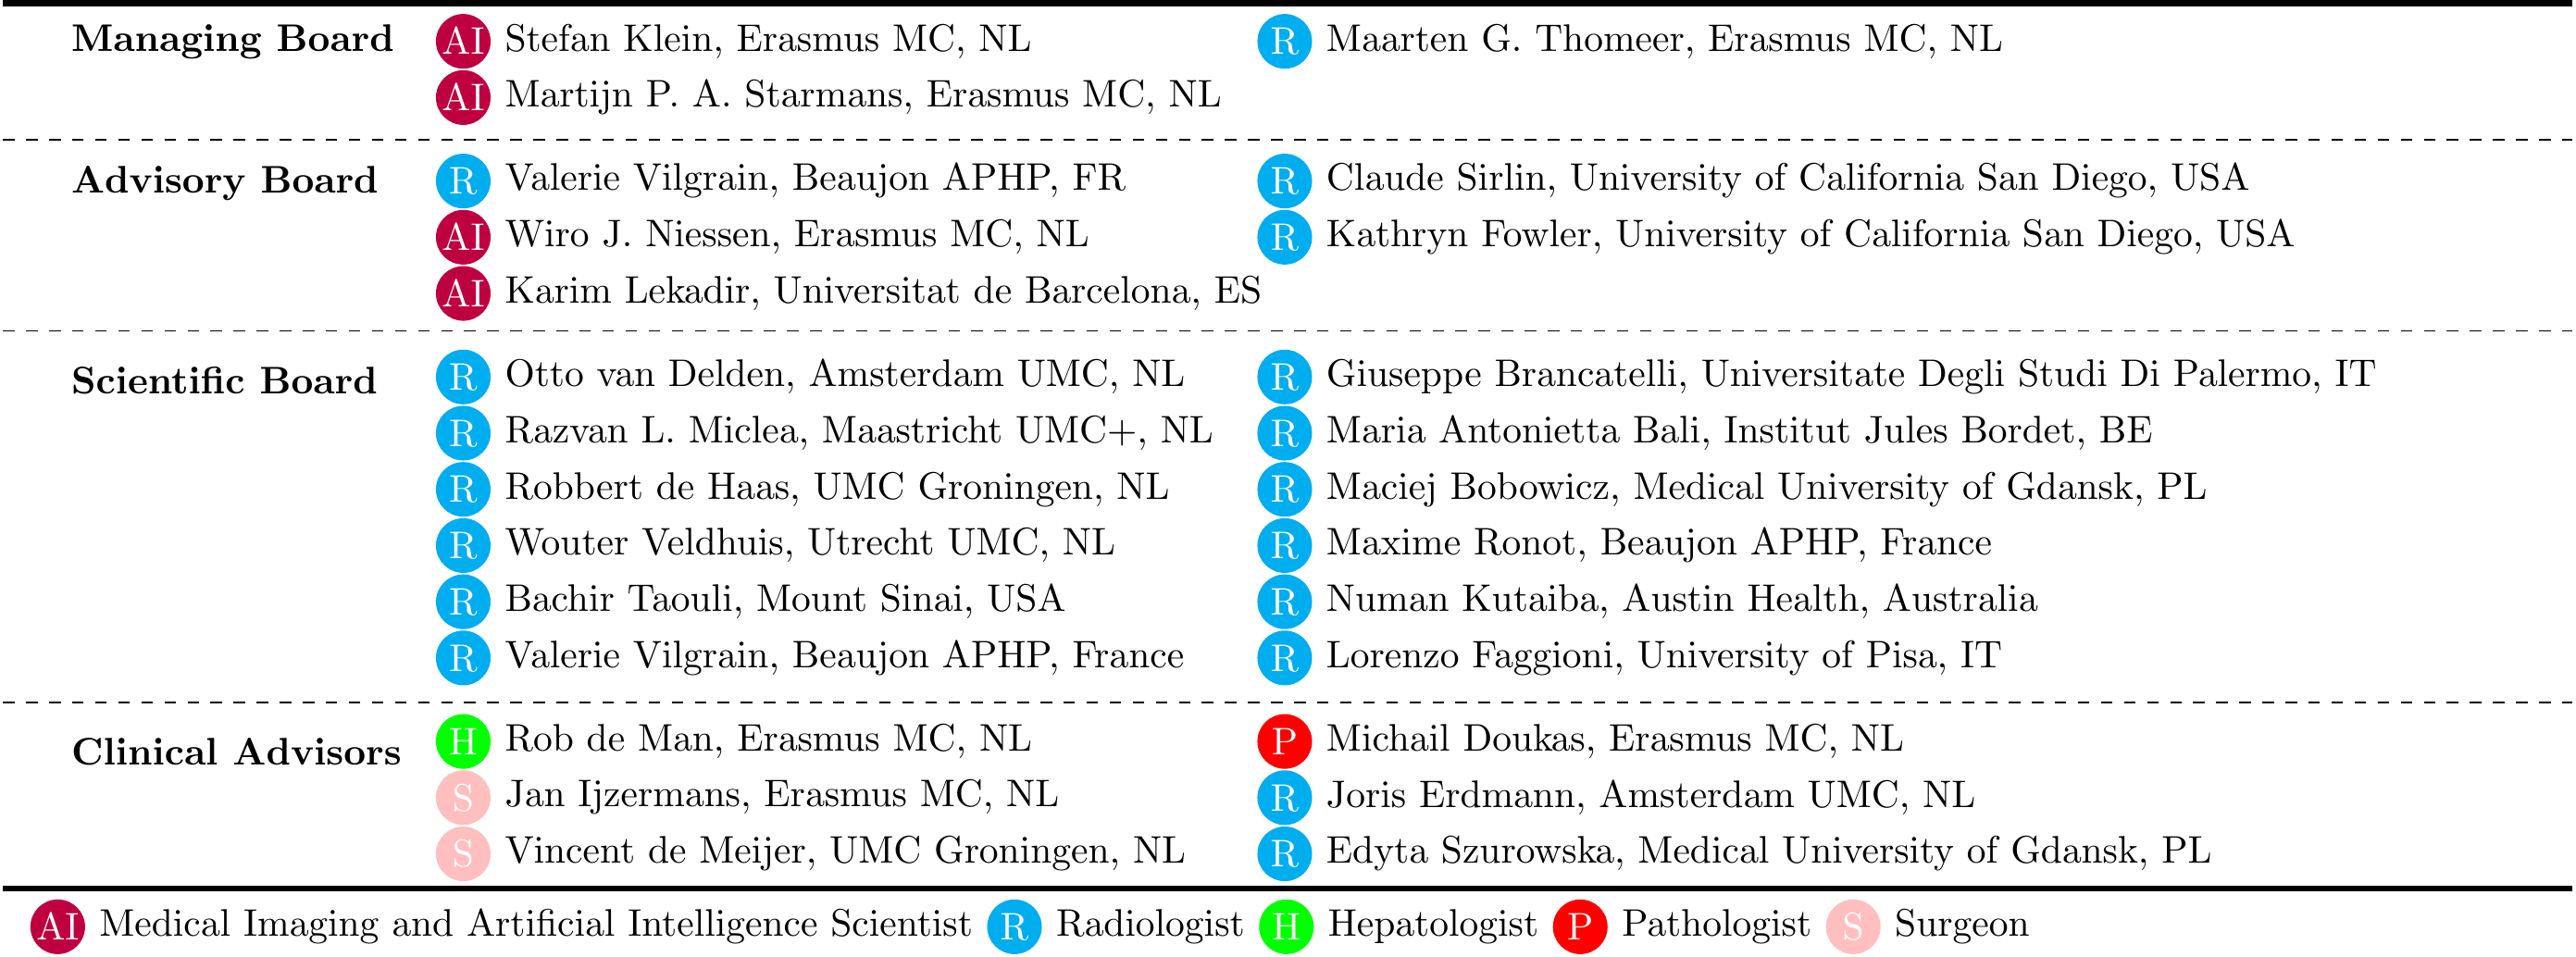 Managing Board AI Stefan Klein, Erasmus MC, NL R Maarten G. Thomeer, Erasmus MC, NL
AI Martijn P. A. Starmans, Erasmus MC, NL
Advisory Board R Valerie Vilgrain, Beaujon APHP, FR R Claude Sirlin, University of California San Diego, USA
AI Wiro J. Niessen, Erasmus MC, NL R Kathryn Fowler, University of California San Diego, USA
AI Karim Lekadir, Universitat de Barcelona, ES
Scientific Board R Otto van Delden, Amsterdam UMC, NL R Giuseppe Brancatelli, Universitate Degli Studi Di Palermo, IT
R Razvan L. Miclea, Maastricht UMC+, NL R Maria Antonietta Bali, Institut Jules Bordet, BE
R Robbert de Haas, UMC Groningen, NL R Maciej Bobowicz, Medical University of Gdansk, PL
R Wouter Veldhuis, Utrecht UMC, NL R Maxime Ronot, Beaujon APHP, France
R Bachir Taouli, Mount Sinai, USA R Numan Kutaiba, Austin Health, Australia
R Valerie Vilgrain, Beaujon APHP, France R Lorenzo Faggioni, University of Pisa, IT
Clinical Advisors H Rob de Man, Erasmus MC, NL P Michail Doukas, Erasmus MC, NL
S Jan Ijzermans, Erasmus MC, NL R Joris Erdmann, Amsterdam UMC, NL
S Vincent de Meijer, UMC Groningen, NL R Edyta Szurowska, Medical University of Gdansk, PL
AI Medical Imaging and Artificial Intelligence Scientist R Radiologist H Hepatologist P Pathologist S Surgeon